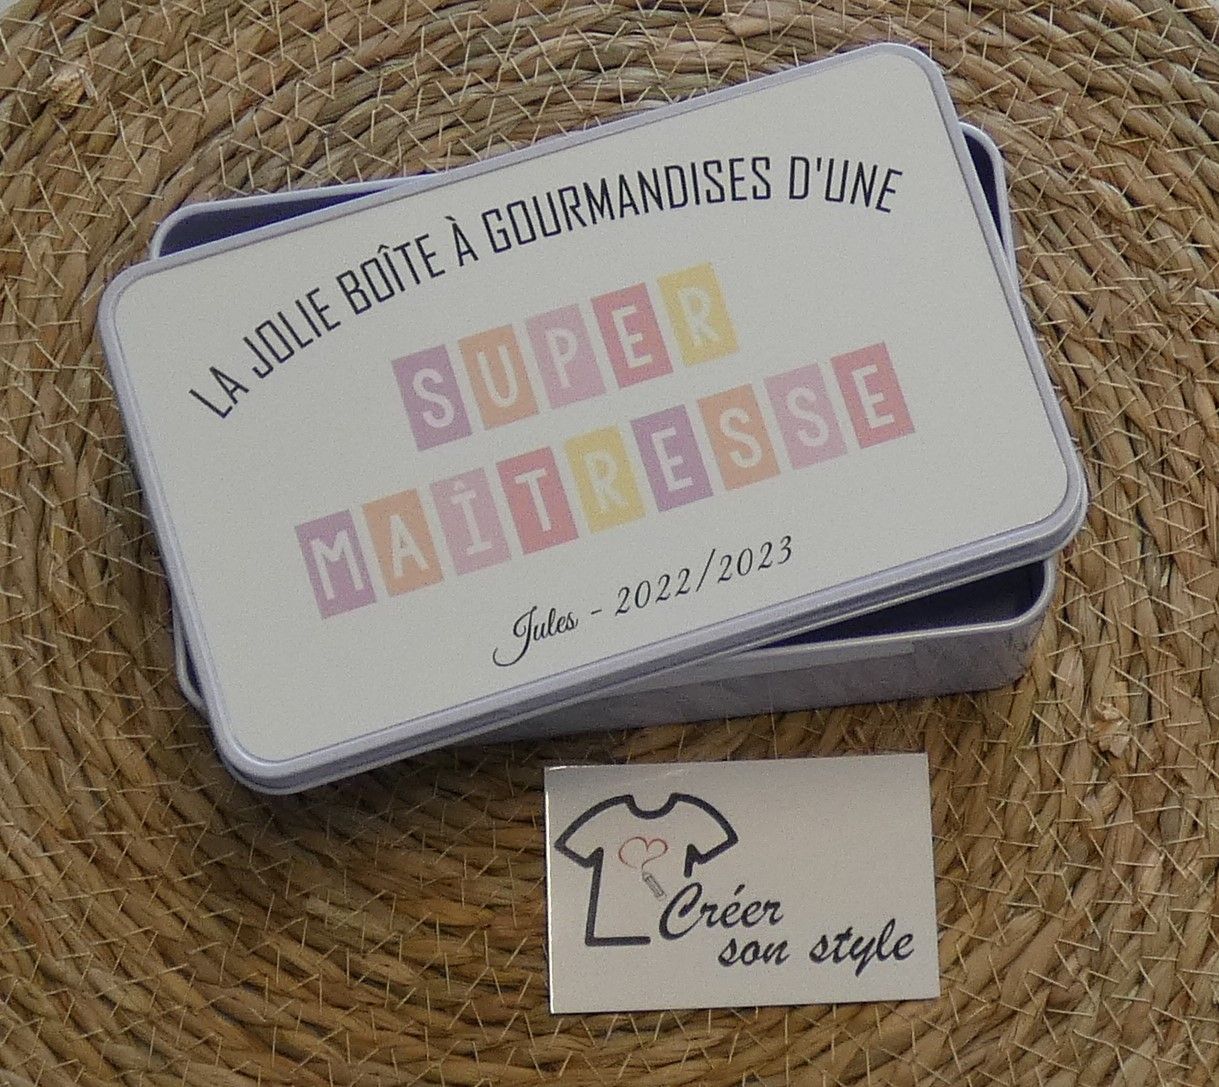 LA JOLIE BOÎTE À GOURMANDISES D'UNE
SUPER
MAÎTRESSE
Jules - 2022/2023
Créer
son style